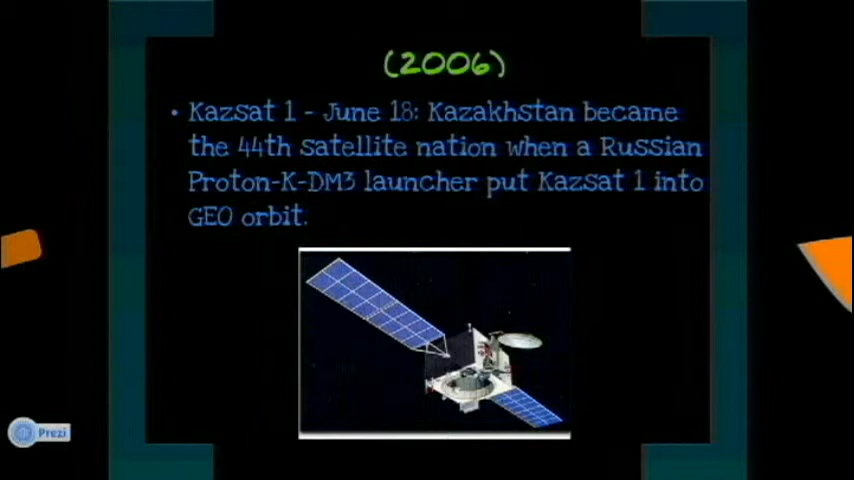 (2006)
• Kazsat 1 - June 18: Kazakhstan became
the 44th satellite nation when a Russian
Proton-K-DM3 launcher put Kazsat 1 into
GEO orbit.
Prezi